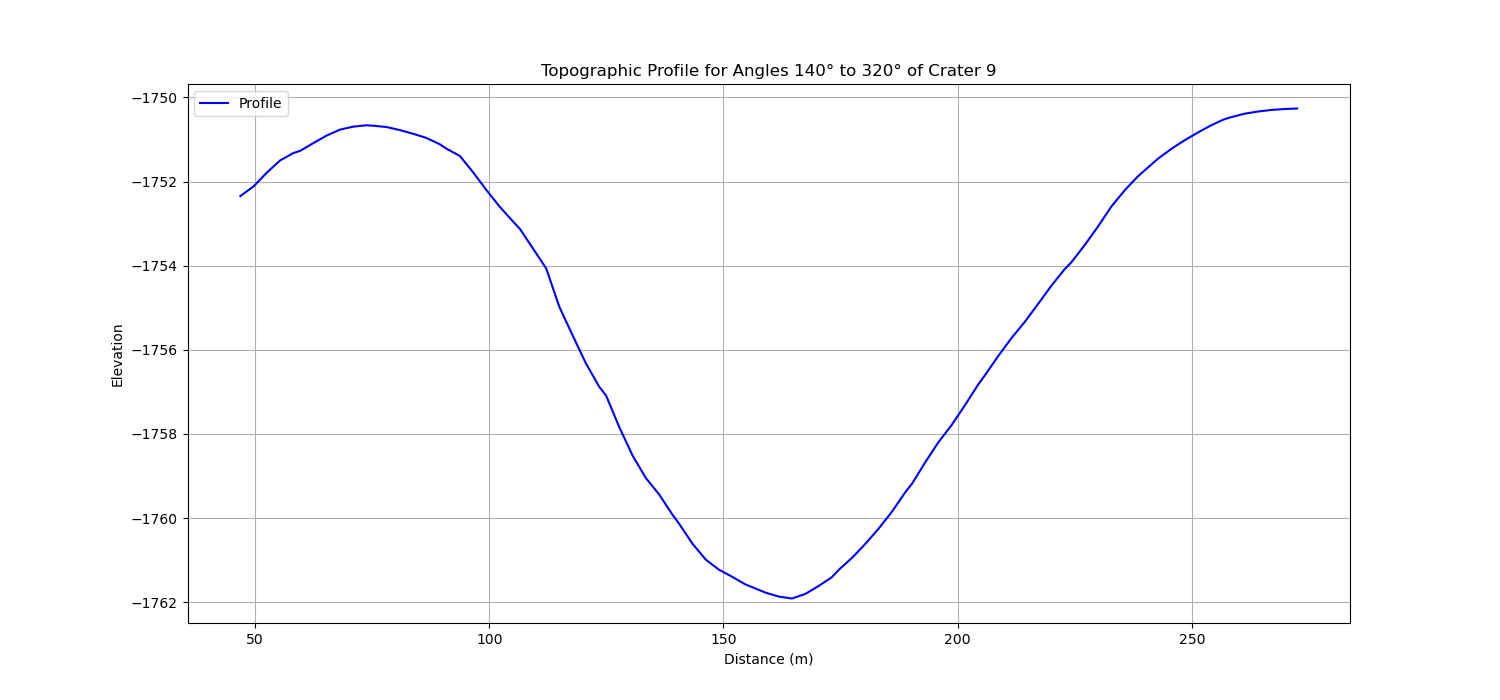 Topographic Profile for Angles 140° to 320° of Crater 9
Profile
−1750
−1752
−1754
−1756
−1758
−1760
−1762
Elevation
50 100 150 200 250
Distance (m)